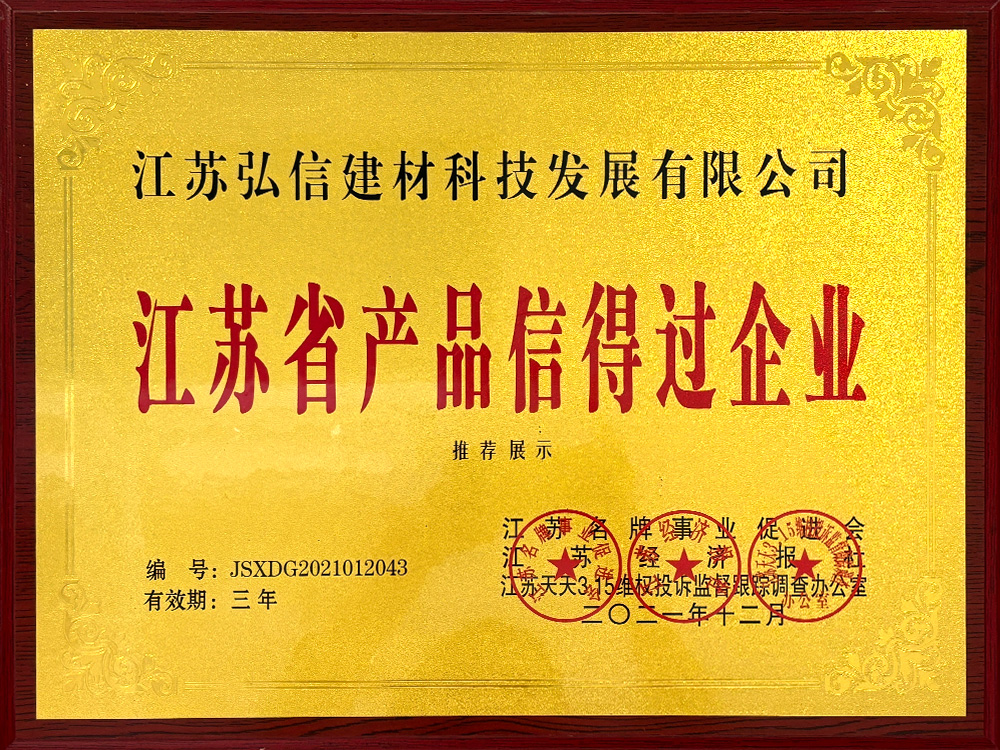 江苏弘信建材科技发展有限公司
江苏省产品信得过企业
推荐展示
江苏名牌事业促进会
江苏经济报社
江苏天天3.15维权投诉监督跟踪调查办公室
二〇二一年十二月
编 号：JSXDG2021012043
有效期：三年
办公室